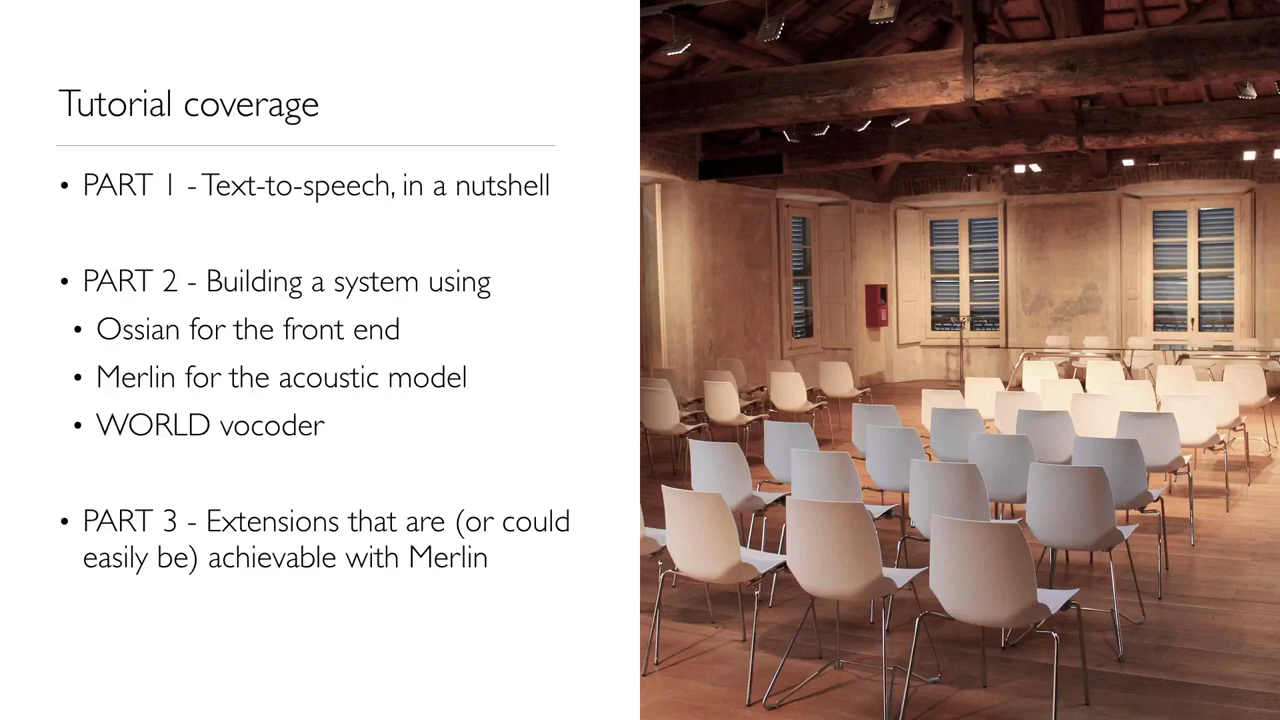 Tutorial coverage
• PART 1 - Text-to-speech, in a nutshell
• PART 2 - Building a system using
• Ossian for the front end
• Merlin for the acoustic model
• WORLD vocoder
• PART 3 - Extensions that are (or could
easily be) achievable with Merlin